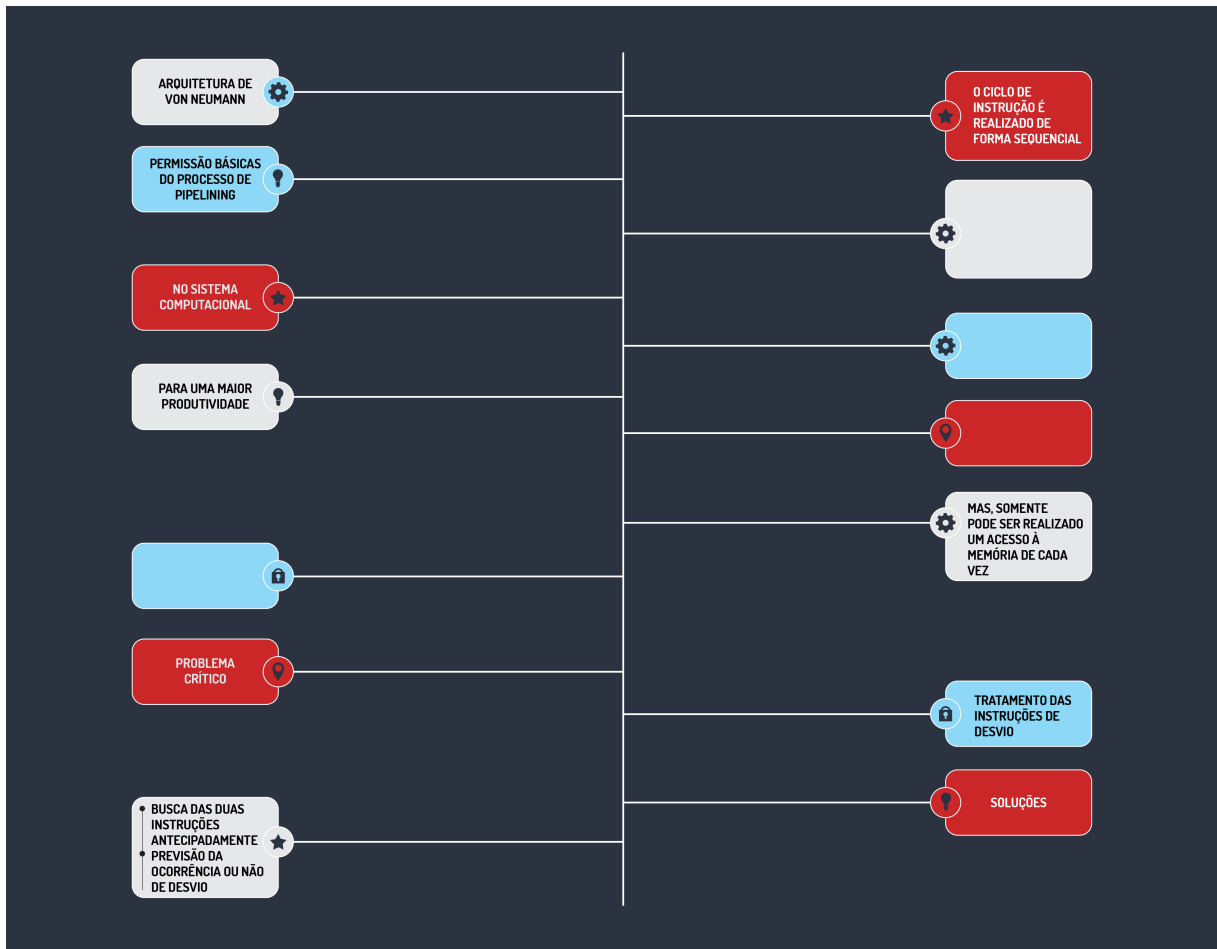 ARQUITETURA DE
VON NEUMANN
O CICLO DE
INSTRUÇÃO É
REALIZADO DE
FORMA SEQUENCIAL
PERMISSÃO BÁSICAS
DO PROCESSO DE
PIPELINING
NO SISTEMA
COMPUTACIONAL
PARA UMA MAIOR
PRODUTIVIDADE
MAS, SOMENTE
PODE SER REALIZADO
UM ACESSO À
MEMÓRIA DE CADA
VEZ
PROBLEMA
CRÍTICO
TRATAMENTO DAS
INSTRUÇÕES DE
DESVIO
SOLUÇÕES
BUSCA DAS DUAS
INSTRUÇÕES
ANTECIPADAMENTE
PREVISÃO DA
OCORRÊNCIA OU NÃO
DE DESVIO